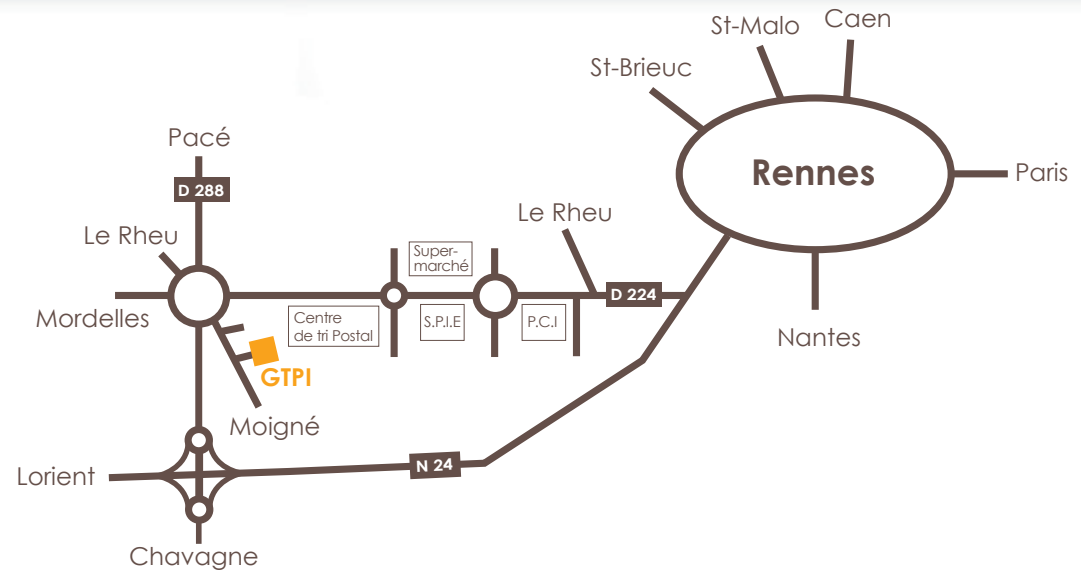 Caen
St-Malo
St-Brieuc
Pacé
Rennes
Paris
D 288
Le Rheu
Le Rheu
Super-
marché
D 224
Mordelles
Centre
de tri Postal
S.P.I.E
P.C.I
Nantes
GTPI
Moigné
N 24
Lorient
Chavagne